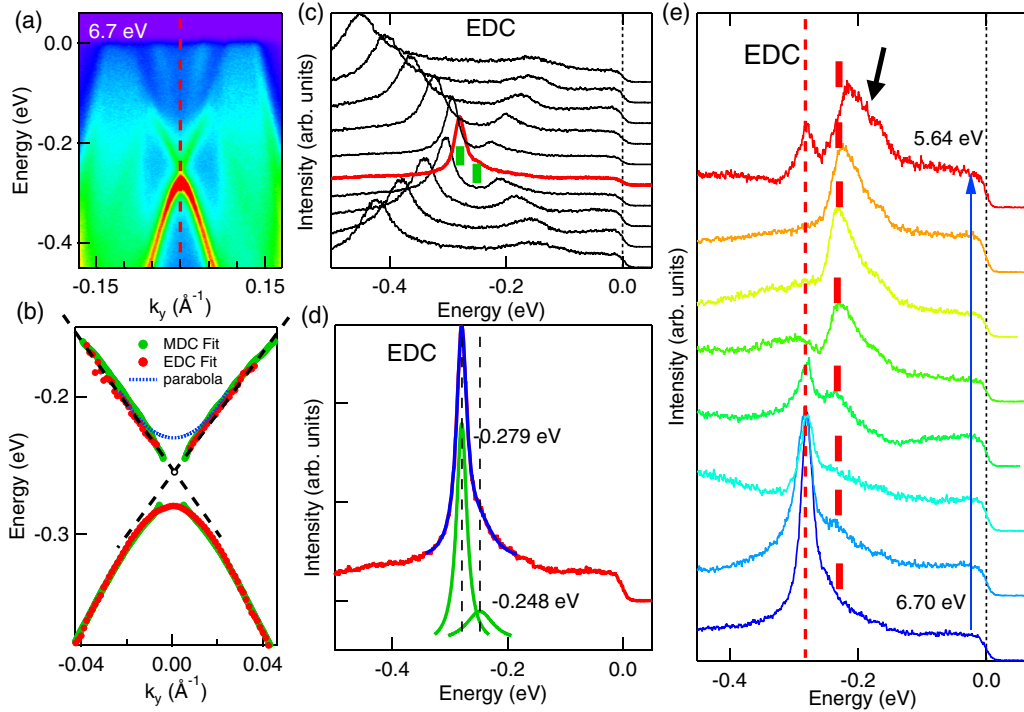 (a)
6.7 eV
Energy (eV)
0.0
-0.2
-0.4
-0.15
0.15
k_y (Å⁻¹)
(b)
MDC Fit
EDC Fit
parabola
Energy (eV)
-0.2
-0.3
-0.04
0.00
0.04
k_y (Å⁻¹)
(c)
EDC
Intensity (arb. units)
-0.4
-0.2
0.0
Energy (eV)
(d)
EDC
-0.279 eV
-0.248 eV
Intensity (arb. units)
-0.4
-0.2
0.0
Energy (eV)
(e)
EDC
5.64 eV
6.70 eV
Intensity (arb. units)
-0.4
-0.2
0.0
Energy (eV)